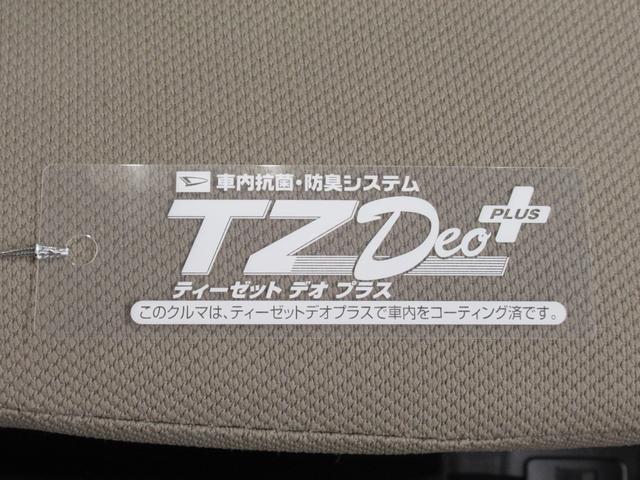 車内抗菌・防臭システム
TZDeo
PLUS
ティーゼット デオ プラス
このクルマは、ティーゼットデオプラスで車内をコーティング済です。